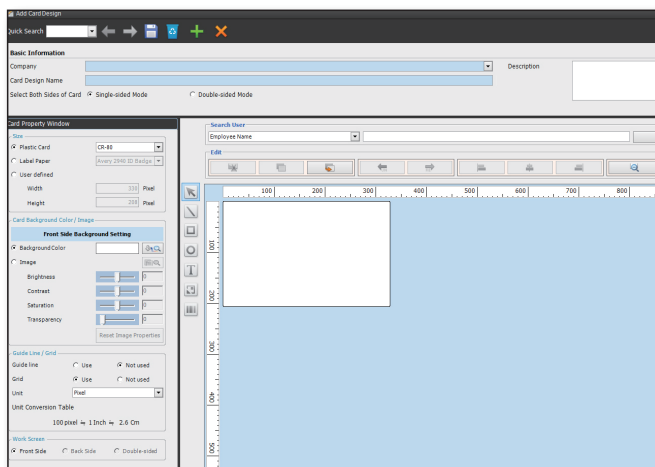 Add Card Design
Quick Search
Basic Information
Company
Description
Card Design Name
Select Both Sides of Card Single-sided Mode Double-sided Mode
Card Property Window
Size
Plastic Card CR-80
Label Paper Avery 2946 ID Badge
User defined
Width Pixel
Height Pixel
Card Background Color / Image
Front Side Background Setting
Background Color
Image
Brightness 0
Contrast 0
Saturation 0
Transparency 0
Reset Image Properties
Guide Line / Grid
Guide line Use Not used
Grid Use Not used
Unit Pixel
Unit Conversion Table
100 pixel ≒ 1 Inch ≒ 2.6 Cm
Work Screen
Front Side Back Side Double-sided
Search User
Employee Name
Edit
T
100 200 300 400 500 600 700 800
100
200
300
400
500